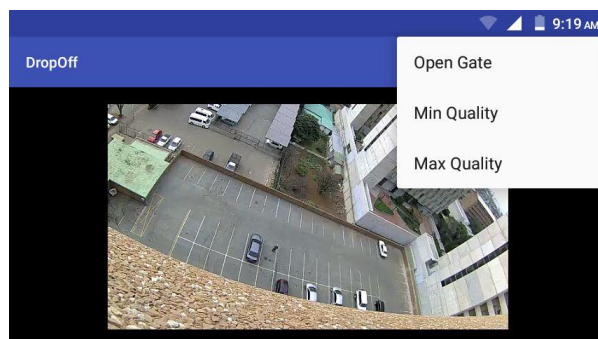 9:19 AM
DropOff
Open Gate
Min Quality
Max Quality